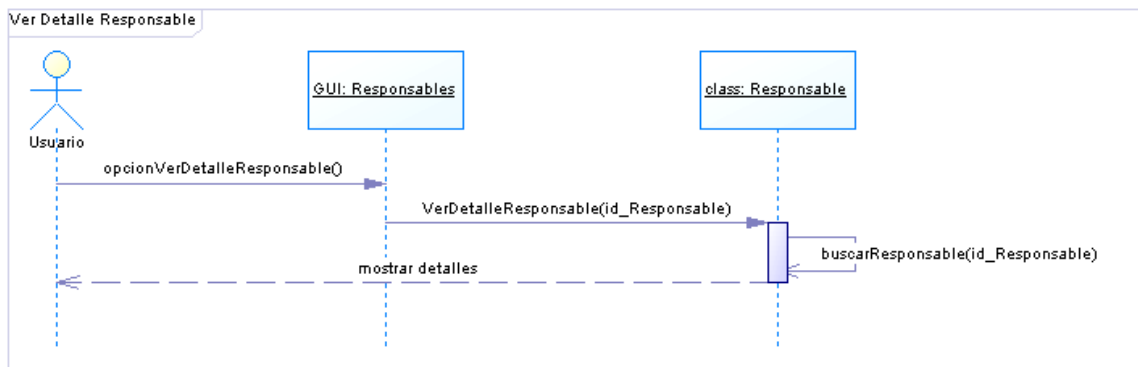 Ver Detalle Responsable
GUI: Responsables
class: Responsable
Usuario
opcionVerDetalleResponsable()
VerDetalleResponsable(id_Responsable)
buscarResponsable(id_Responsable)
mostrar detalles